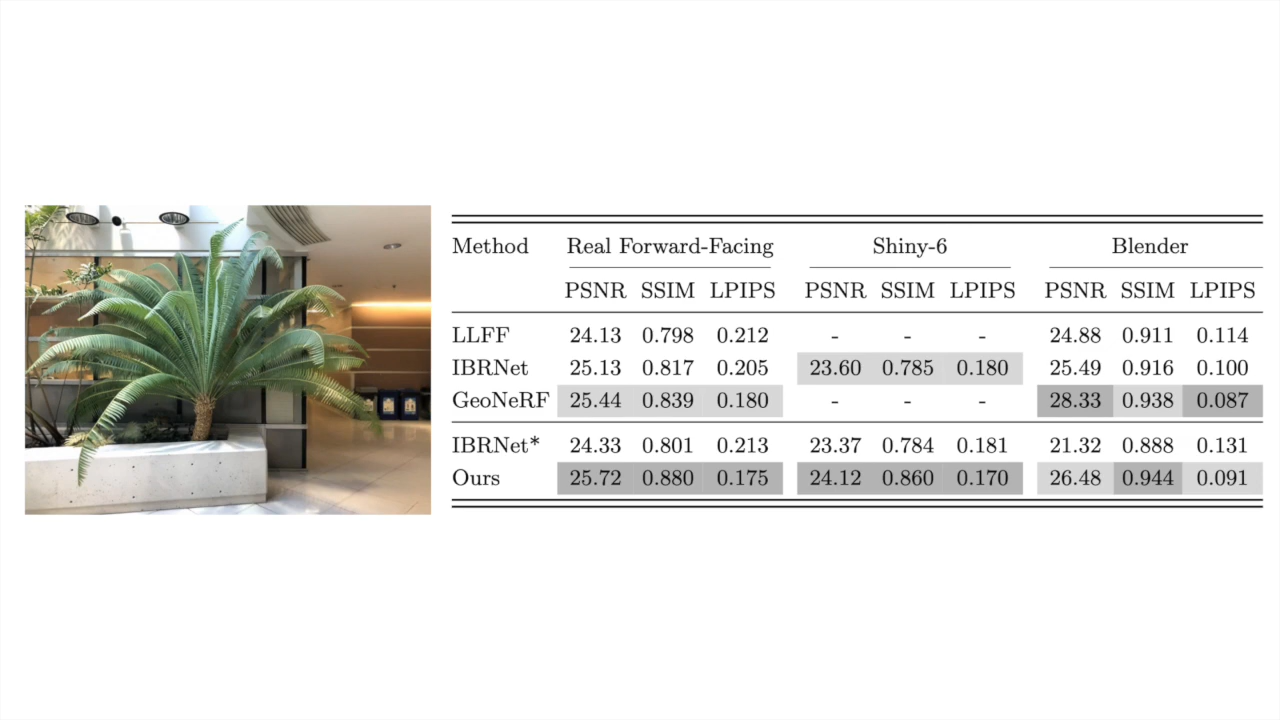 Method Real Forward-Facing Shiny-6 Blender
PSNR SSIM LPIPS PSNR SSIM LPIPS PSNR SSIM LPIPS
LLFF 24.13 0.798 0.212 - - - 24.88 0.911 0.114
IBRNet 25.13 0.817 0.205 23.60 0.785 0.180 25.49 0.916 0.100
GeoNeRF 25.44 0.839 0.180 - - - 28.33 0.938 0.087
IBRNet* 24.33 0.801 0.213 23.37 0.784 0.181 21.32 0.888 0.131
Ours 25.72 0.880 0.175 24.12 0.860 0.170 26.48 0.944 0.091